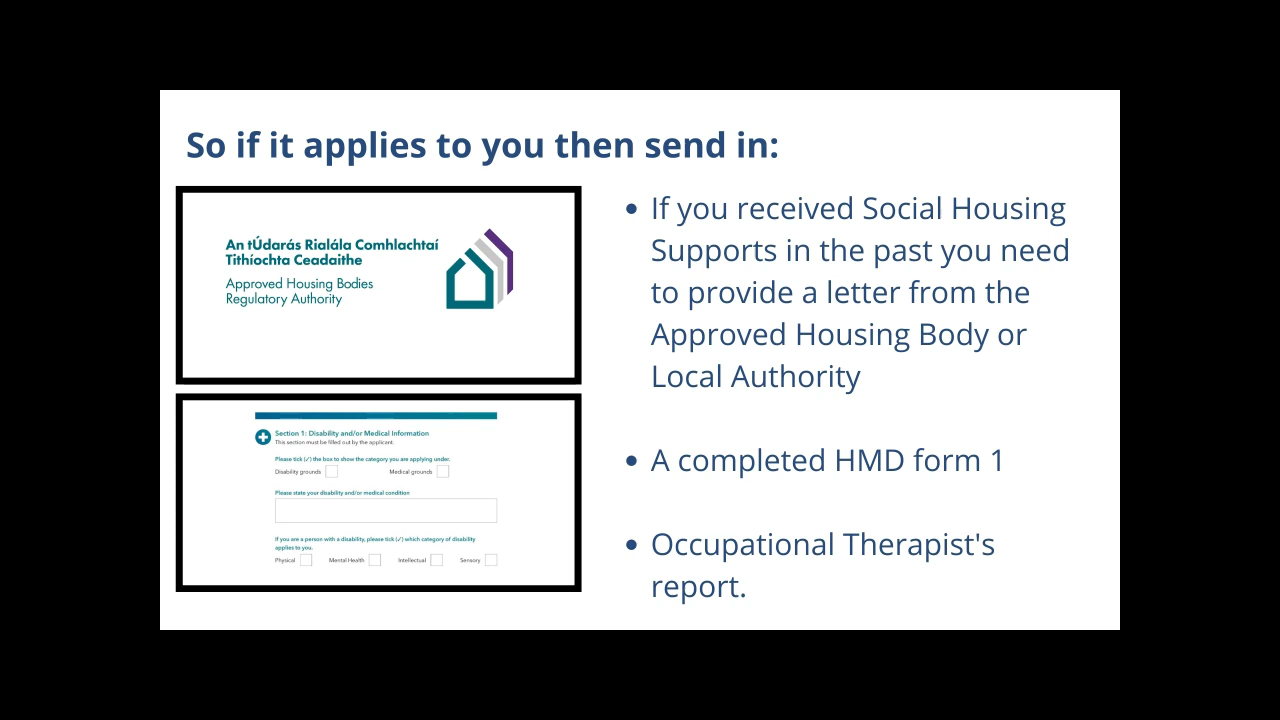 So if it applies to you then send in:
An tÚdarás Rialála Comhlachtaí
Tithíochta Ceadaithe
Approved Housing Bodies
Regulatory Authority
Section 1: Disability and/or Medical Information
This section must be filled out by the applicant.
Please tick (✓) the box to show the category you are applying under.
Disability grounds Medical grounds
Please state your disability and/or medical condition
If you are a person with a disability, please tick (✓) which category of disability
applies to you.
Physical Mental Health Intellectual Sensory
• If you received Social Housing
Supports in the past you need
to provide a letter from the
Approved Housing Body or
Local Authority
• A completed HMD form 1
• Occupational Therapist's
report.